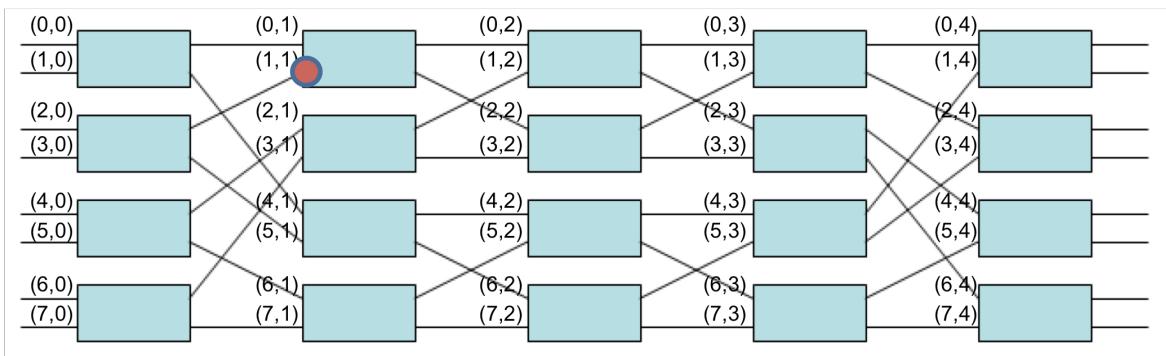 (0,0) (0,1) (0,2) (0,3) (0,4)
(1,0) (1,1) (1,2) (1,3) (1,4)
(2,0) (2,1) (2,2) (2,3) (2,4)
(3,0) (3,1) (3,2) (3,3) (3,4)
(4,0) (4,1) (4,2) (4,3) (4,4)
(5,0) (5,1) (5,2) (5,3) (5,4)
(6,0) (6,1) (6,2) (6,3) (6,4)
(7,0) (7,1) (7,2) (7,3) (7,4)